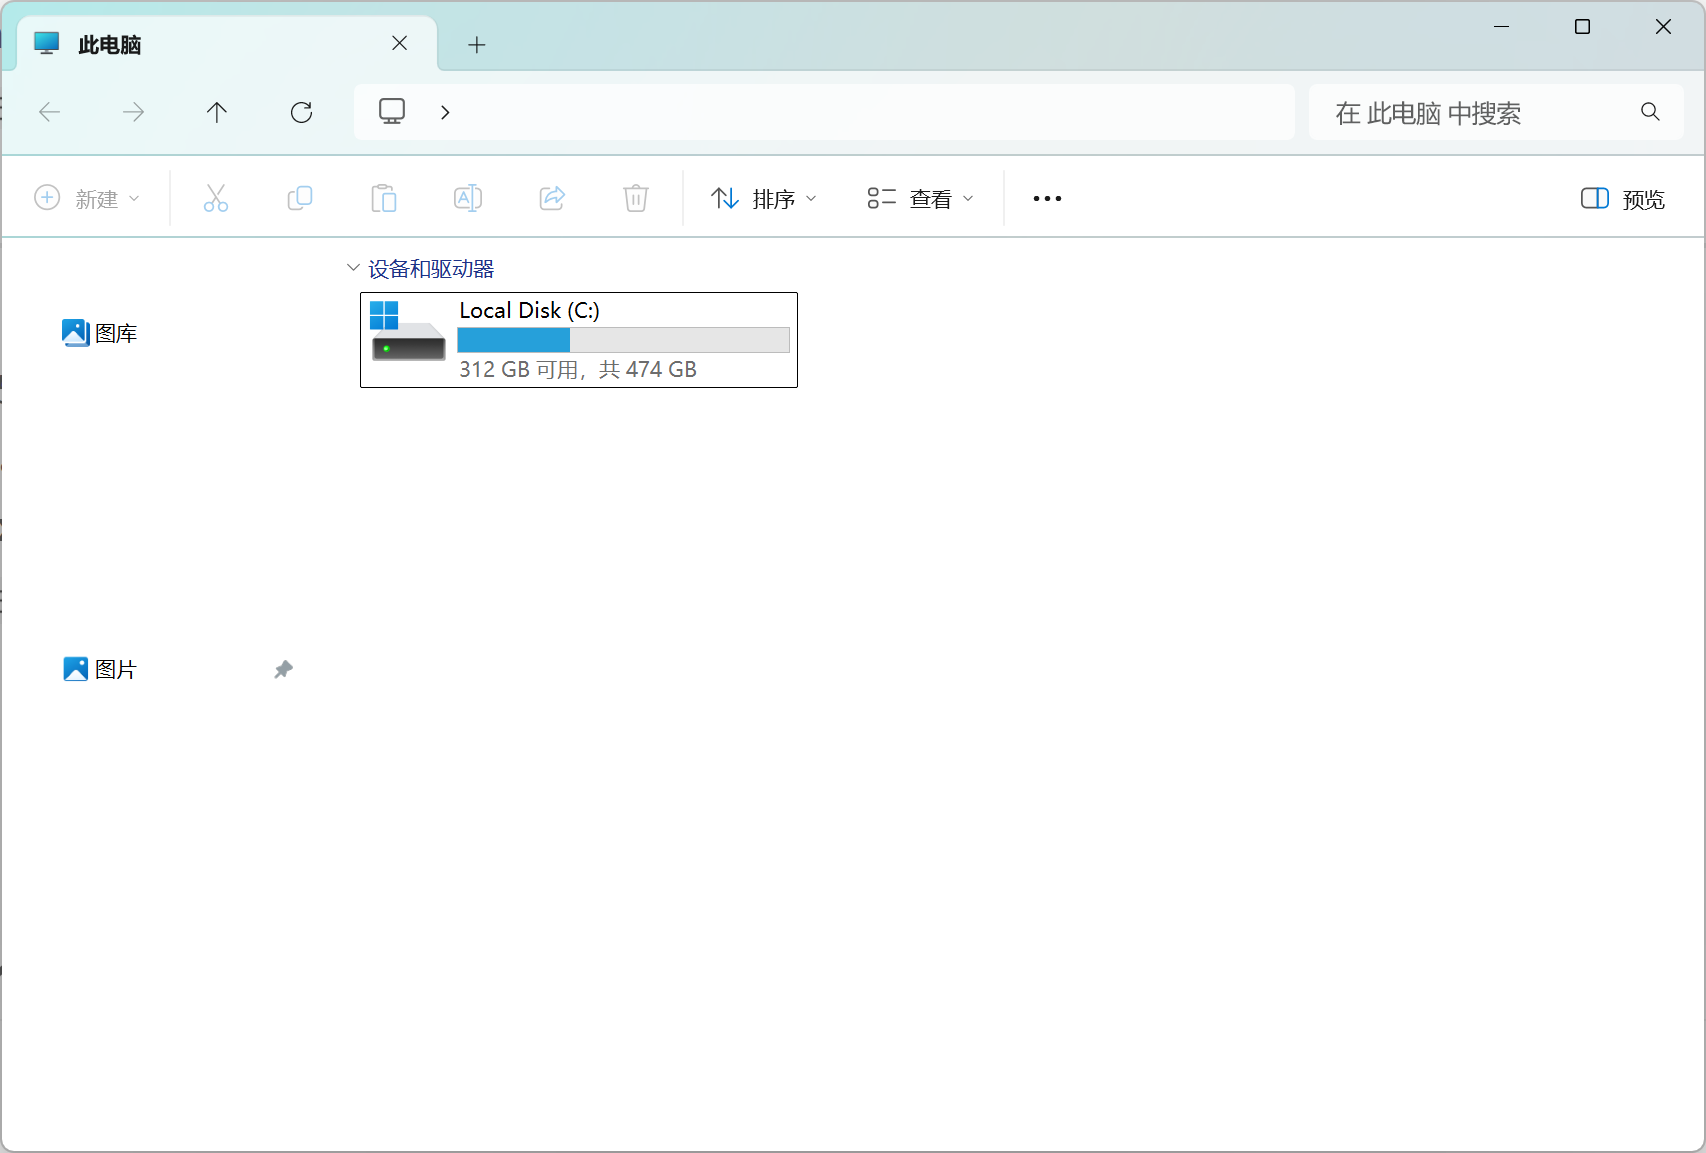 此电脑
在 此电脑 中搜索
新建
排序
查看
预览
设备和驱动器
Local Disk (C:)
312 GB 可用，共 474 GB
图库
图片